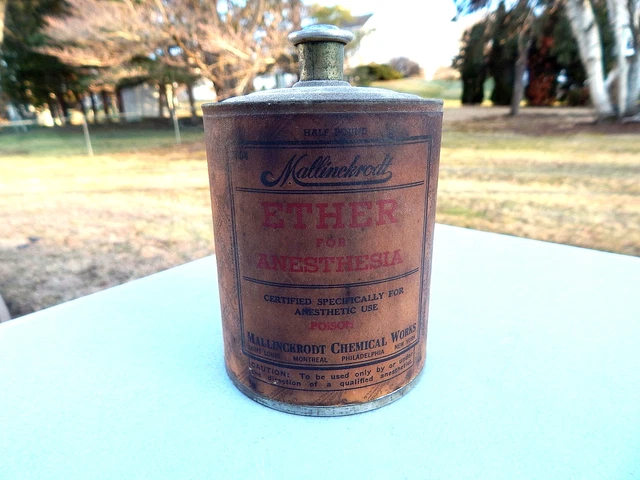 HALF POUND
Mallinckrodt
ETHER
FOR
ANESTHESIA
CERTIFIED SPECIFICALLY FOR
ANESTHETIC USE
POISON
MALLINCKRODT CHEMICAL WORKS
MONTREAL PHILADELPHIA NEW YORK
CAUTION: To be used only by or under
the direction of a qualified anesthetist